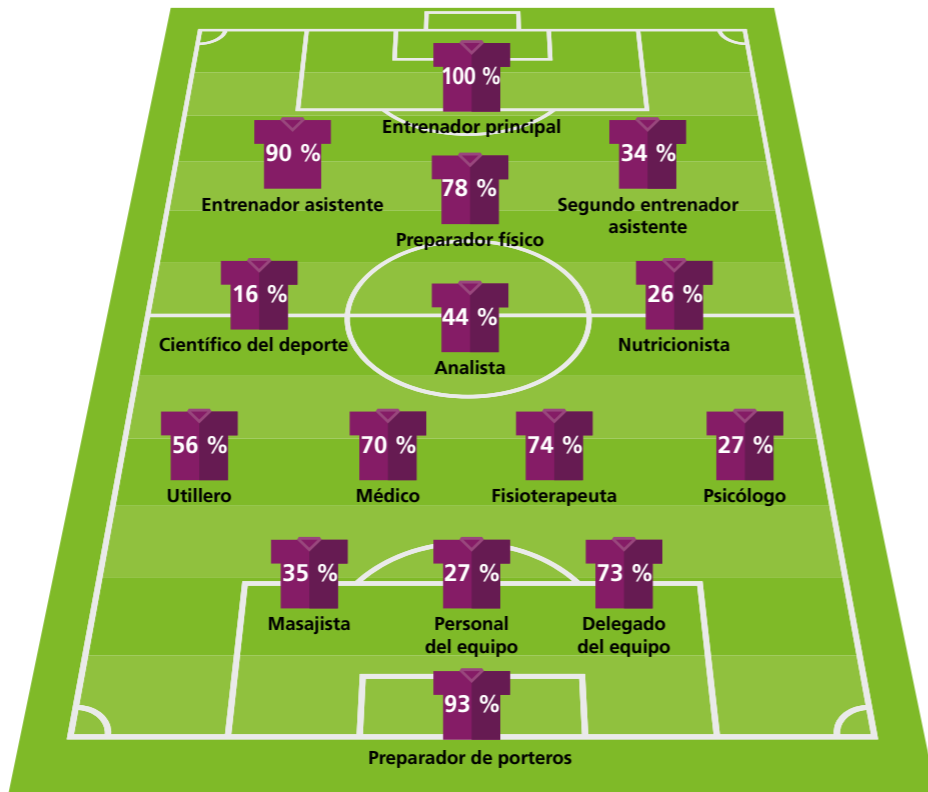 100 %
Entrenador principal
90 %
Entrenador asistente
78 %
Preparador físico
34 %
Segundo entrenador
asistente
16 %
Científico del deporte
44 %
Analista
26 %
Nutricionista
56 %
Utillero
70 %
Médico
74 %
Fisioterapeuta
27 %
Psicólogo
35 %
Masajista
27 %
Personal
del equipo
73 %
Delegado
del equipo
93 %
Preparador de porteros